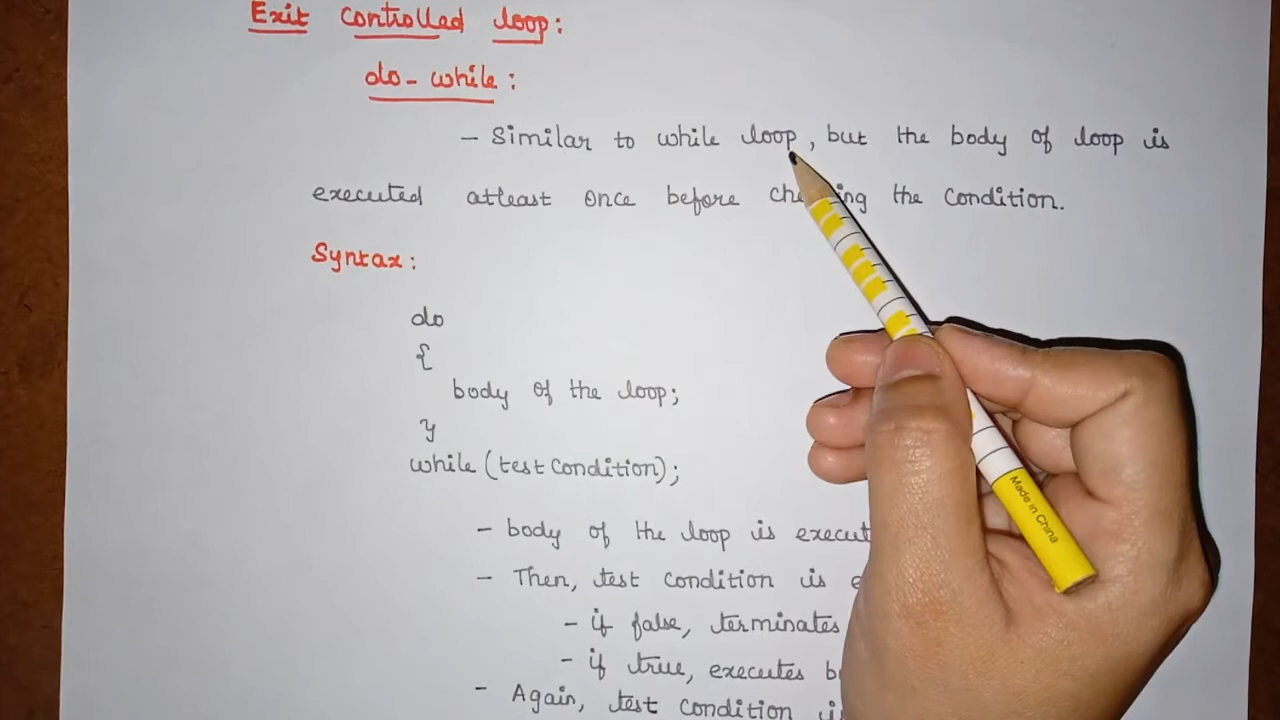 Exit controlled loop:
do-while:
- Similar to while loop, but the body of loop is
executed atleast once before the condition.
Syntax:
do
{
body of the loop;
}
while (test condition);
- body of the loop is
- Then, test condition is
- if false, terminates
- if true, executes
- Again, test condition
Made in China